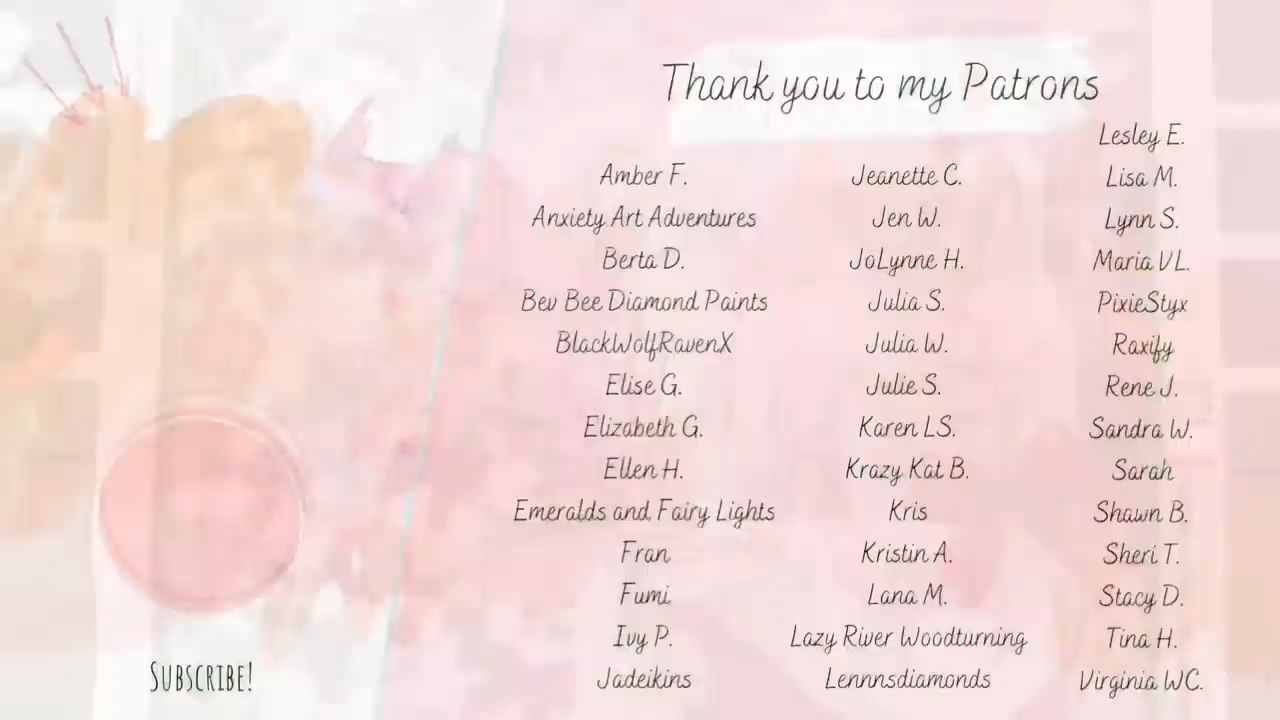 Thank you to my Patrons
Amber F.
Anxiety Art Adventures
Berta D.
Bev Bee Diamond Paints
BlackWolfRavenX
Elise G.
Elizabeth G.
Ellen H.
Emeralds and Fairy Lights
Fran
Fumi
Ivy P.
Jadeikins
Jeanette C.
Jen W.
JoLynne H.
Julia S.
Julia W.
Julie S.
Karen LS.
Krazy Kat B.
Kris
Kristin A.
Lana M.
Lazy River Woodturning
Lennnsdiamonds
Lesley E.
Lisa M.
Lynn S.
Maria VL.
PixieStyx
Raxify
Rene J.
Sandra W.
Sarah
Shawn B.
Sheri T.
Stacy D.
Tina H.
Virginia WC.
SUBSCRIBE!